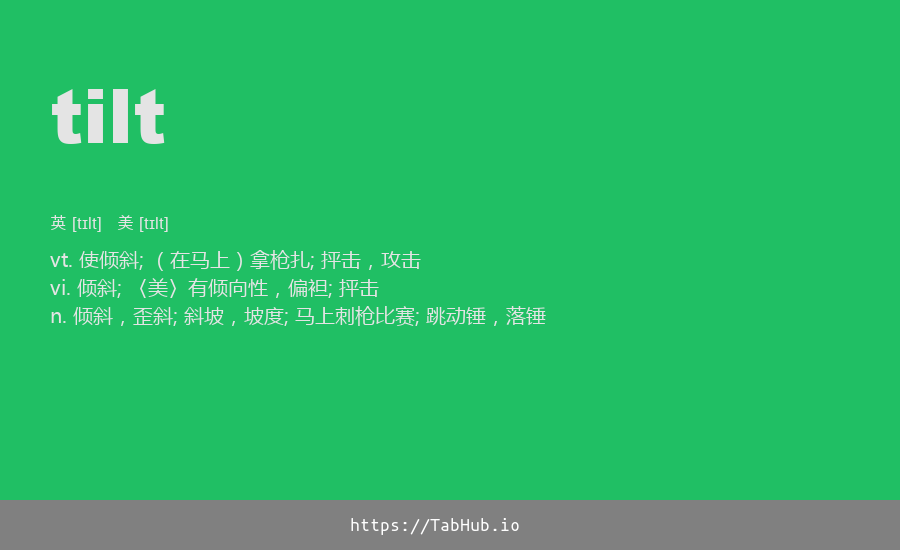 tilt
英 [tɪlt] 美 [tɪlt]
vt. 使倾斜; （在马上）拿枪扎; 抨击，攻击
vi. 倾斜; 〈美〉有倾向性，偏袒; 抨击
n. 倾斜，歪斜; 斜坡，坡度; 马上刺枪比赛; 跳动锤，落锤
https://TabHub.io